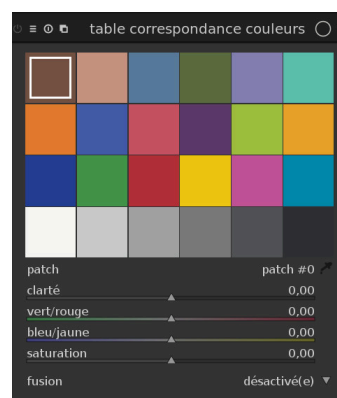 table correspondance couleurs
patch patch #0
clarté 0,00
vert/rouge 0,00
bleu/jaune 0,00
saturation 0,00
fusion désactivé(e)